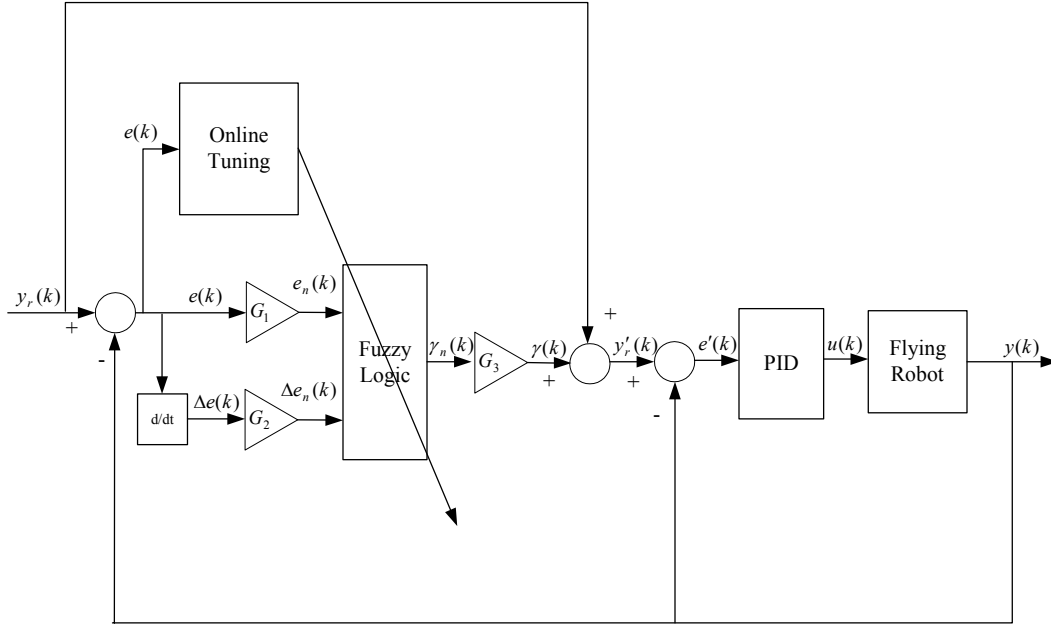 Online
Tuning
e(k)
y_r(k)
+
-
e(k)
G_1
e_n(k)
d/dt
Δe(k)
G_2
Δe_n(k)
Fuzzy
Logic
γ_n(k)
G_3
γ(k)
+
+
y′_r(k)
+
-
e′(k)
PID
u(k)
Flying
Robot
y(k)